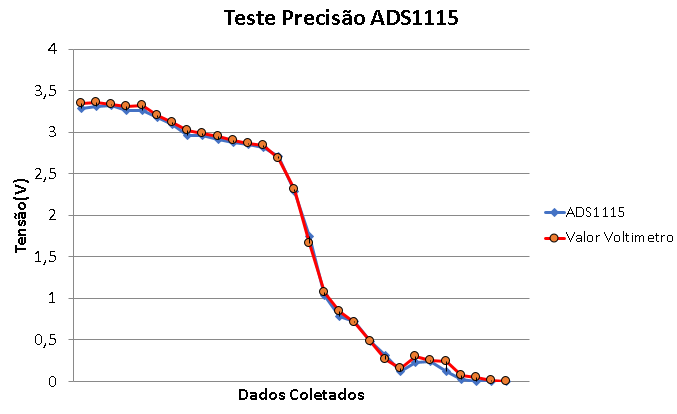 Teste Precisão ADS1115
4
3,5
3
2,5
2
1,5
1
0,5
0
Tensão(V)
Dados Coletados
ADS1115
Valor Voltimetro